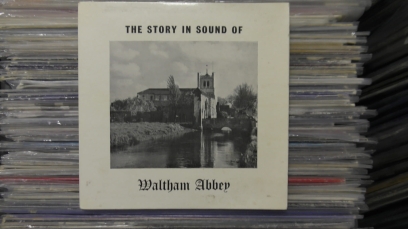 THE STORY IN SOUND OF
Waltham Abbey